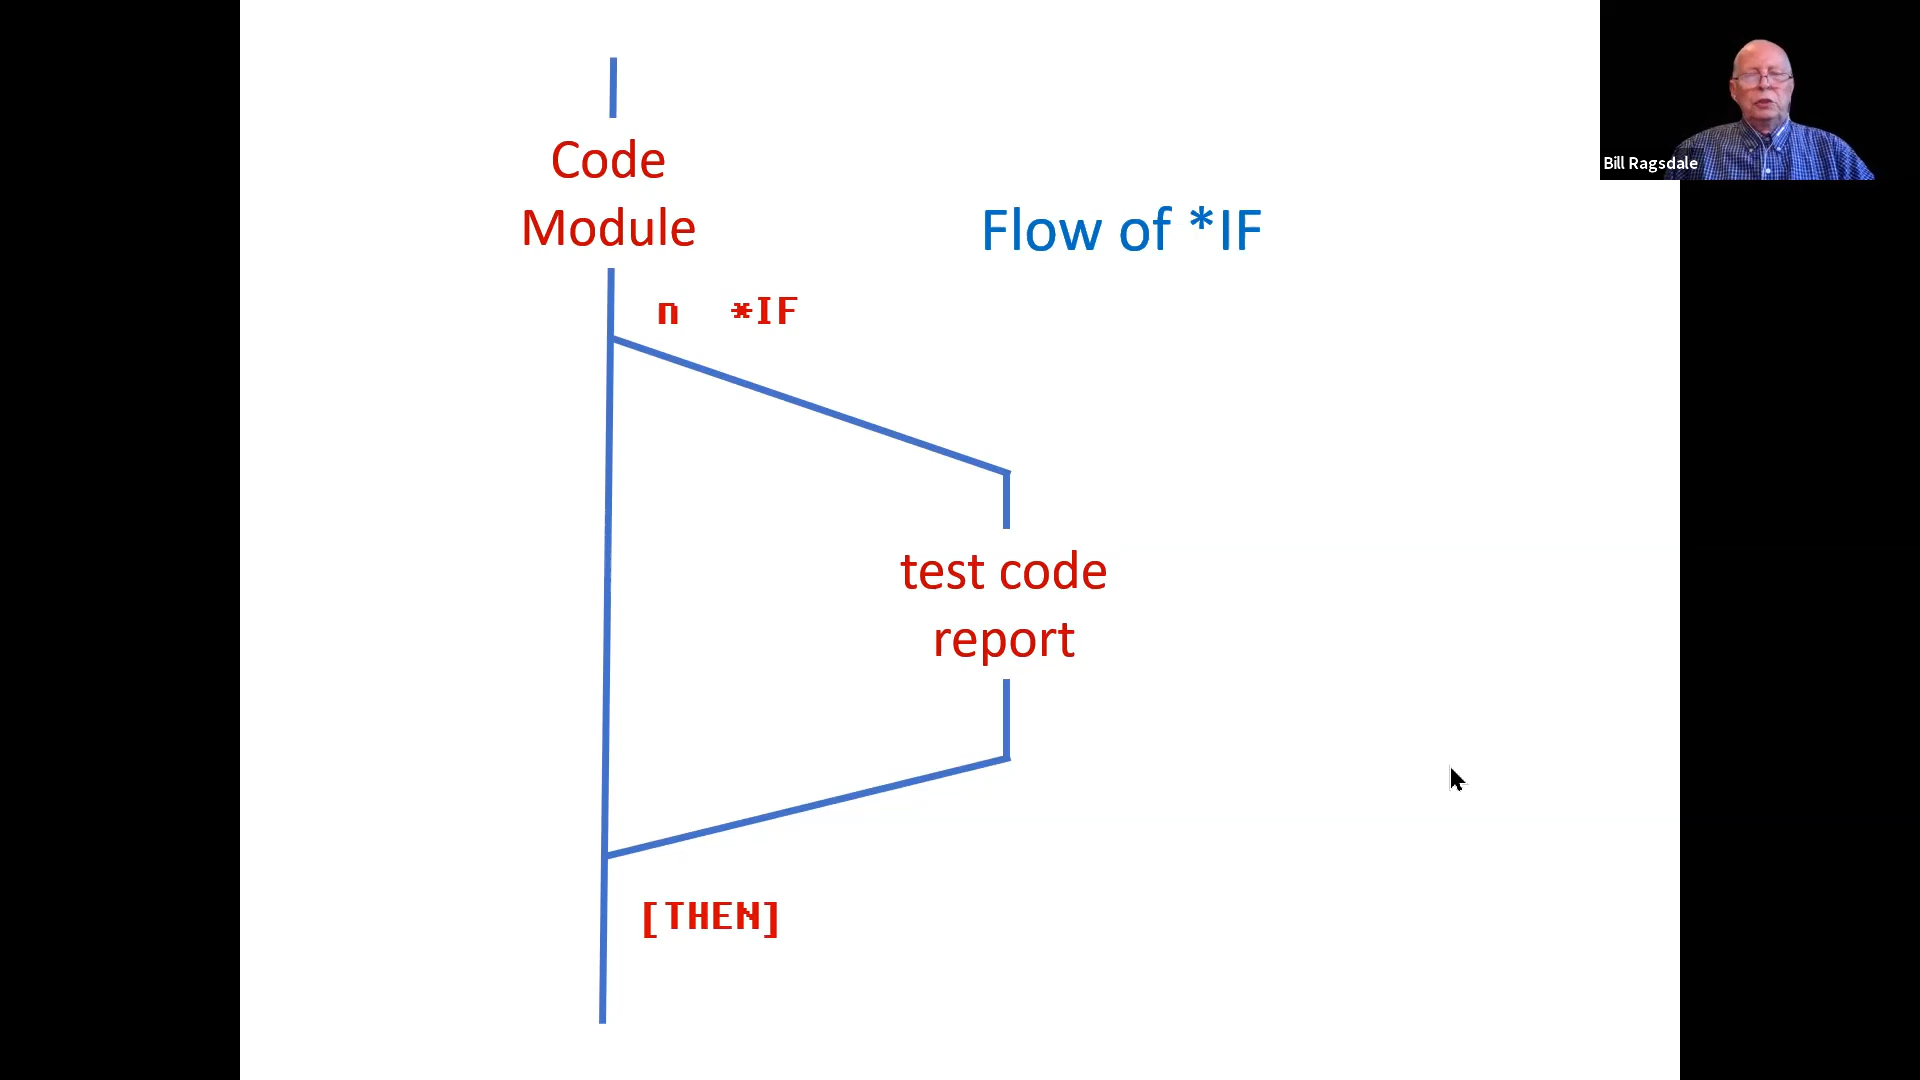 Code
Module
Flow of *IF
n *IF
test code
report
[THEN]
Bill Ragsdale